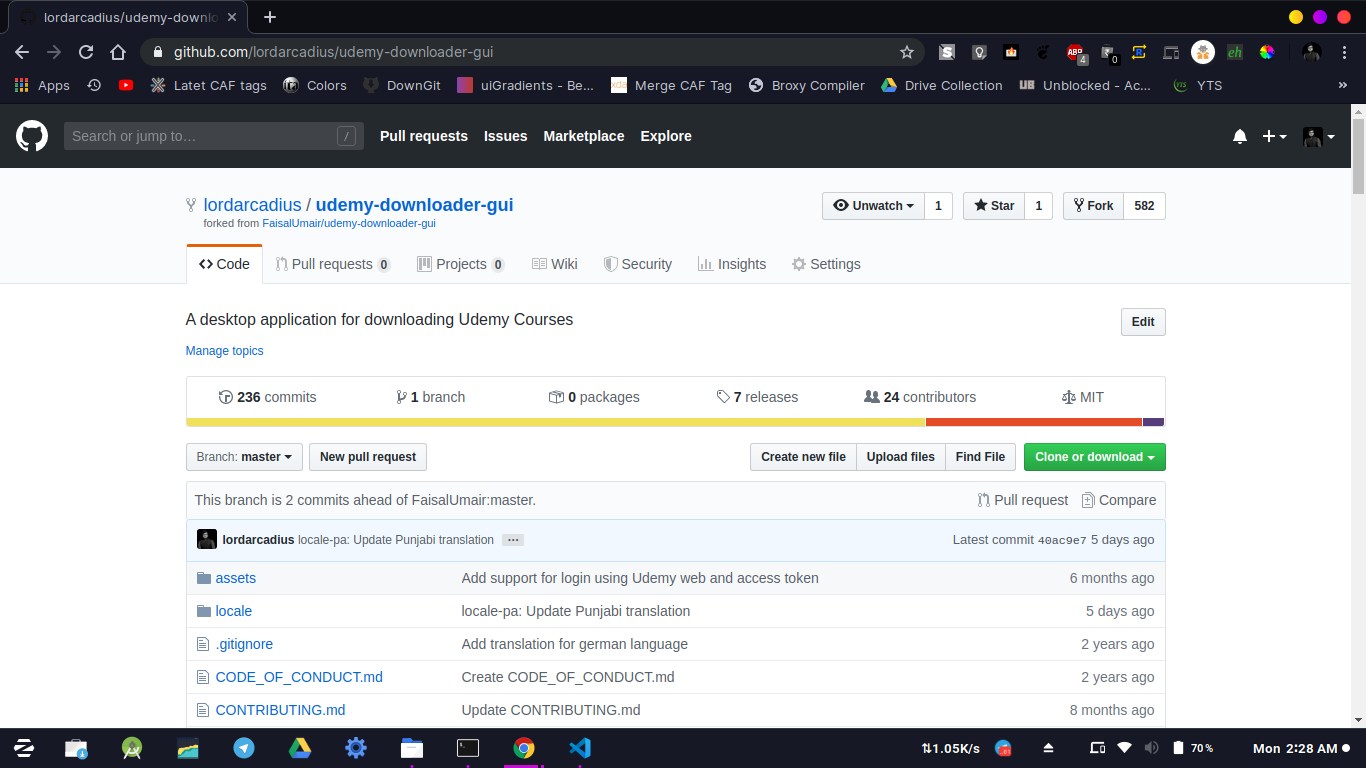 lordarcadius/udemy-downlo
github.com/lordarcadius/udemy-downloader-gui
ABP
4
0
eh
Apps
Latet CAF tags
Colors
DownGit
uiGradients - Be...
xda
Merge CAF Tag
Broxy Compiler
Drive Collection
UB
Unblocked - Ac...
YTS
»
Search or jump to…
/
Pull requests
Issues
Marketplace
Explore
lordarcadius / udemy-downloader-gui
forked from FaisalUmair/udemy-downloader-gui
Unwatch
1
Star
1
Fork
582
Code
Pull requests 0
Projects 0
Wiki
Security
Insights
Settings
A desktop application for downloading Udemy Courses
Edit
Manage topics
236 commits
1 branch
0 packages
7 releases
24 contributors
MIT
Branch: master
New pull request
Create new file
Upload files
Find File
Clone or download
This branch is 2 commits ahead of FaisalUmair:master.
Pull request
Compare
lordarcadius locale-pa: Update Punjabi translation
Latest commit 40ac9e7 5 days ago
assets
Add support for login using Udemy web and access token
6 months ago
locale
locale-pa: Update Punjabi translation
5 days ago
.gitignore
Add translation for german language
2 years ago
CODE_OF_CONDUCT.md
Create CODE_OF_CONDUCT.md
2 years ago
CONTRIBUTING.md
Update CONTRIBUTING.md
8 months ago
⇅1.05K/s
70%
Mon 2:28 AM